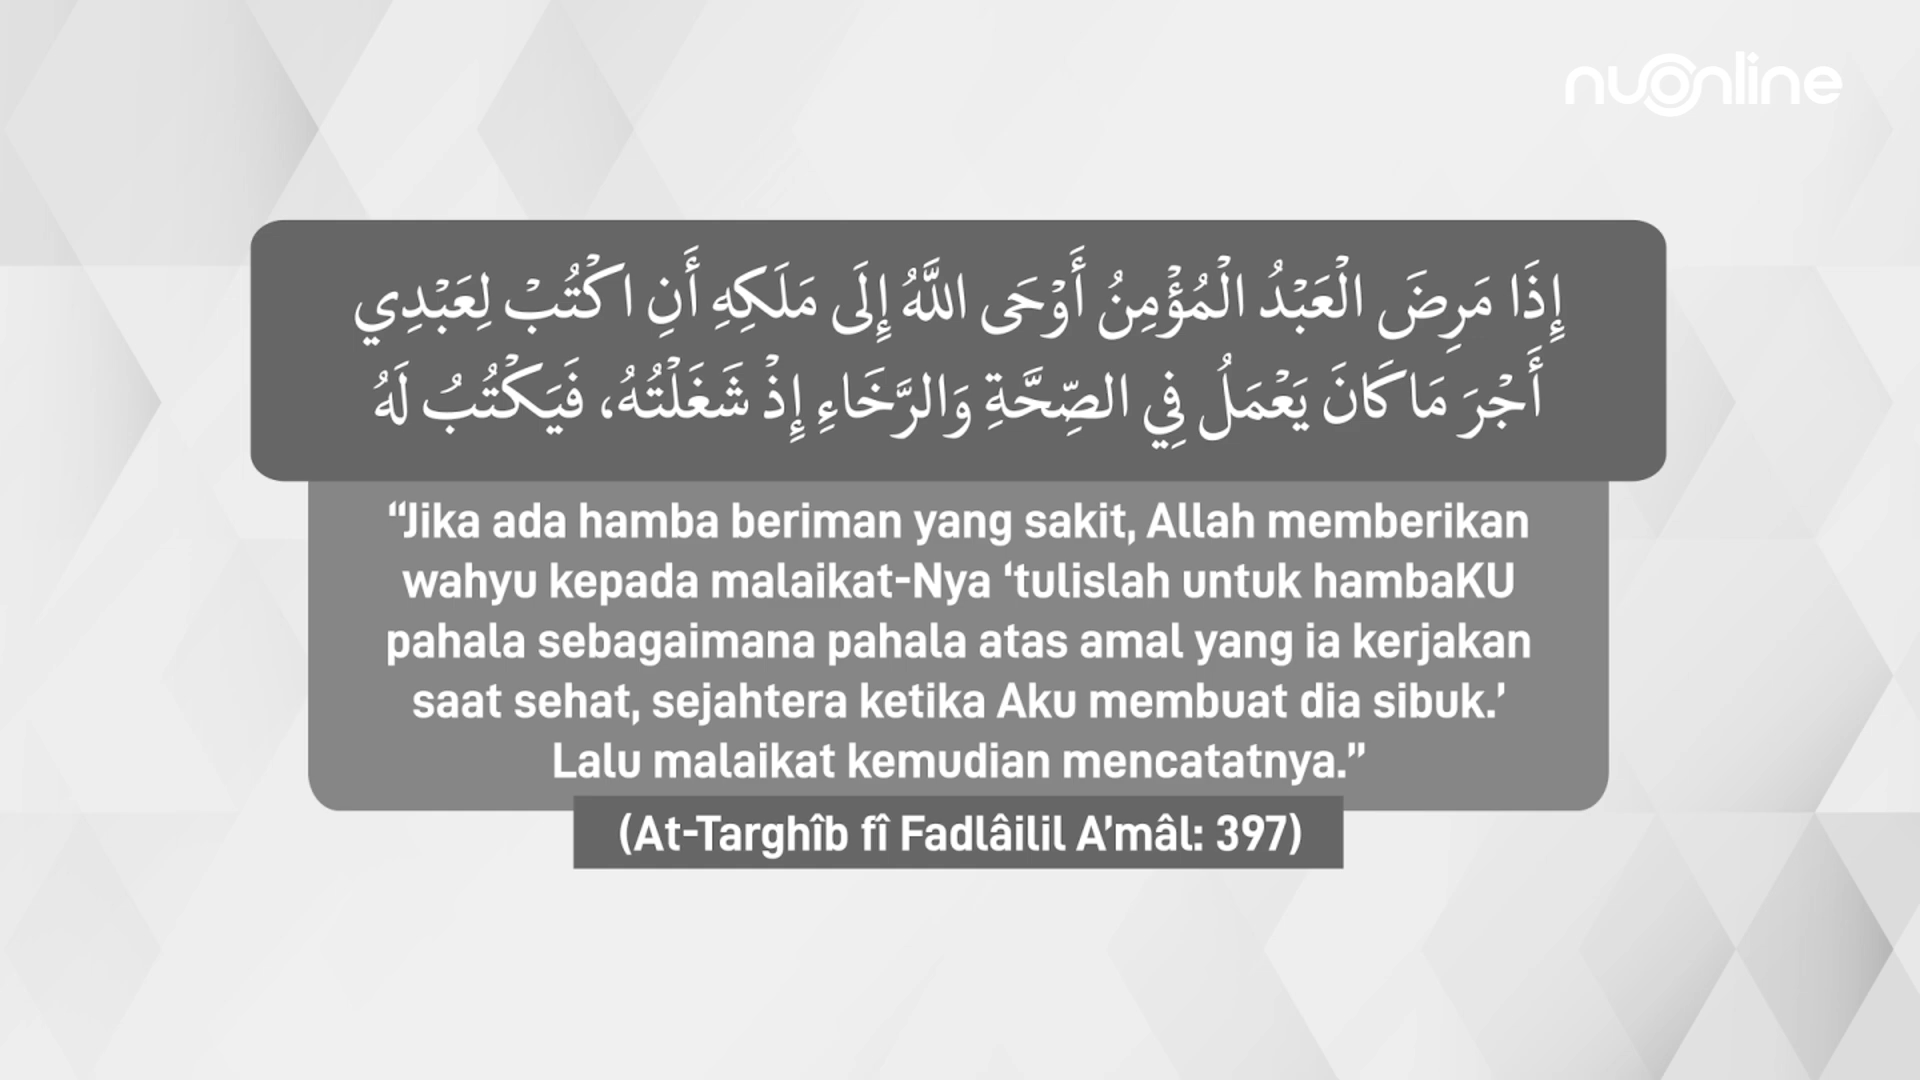 nuonline
إِذَا مَرِضَ الْعَبْدُ الْمُؤْمِنُ أَوْحَى اللَّهُ إِلَى مَلَكِهِ أَنِ اكْتُبْ لِعَبْدِي
أَجْرَ مَا كَانَ يَعْمَلُ فِي الصِّحَّةِ وَالرَّخَاءِ إِذْ شَغَلْتُهُ، فَيَكْتُبُ لَهُ
“Jika ada hamba beriman yang sakit, Allah memberikan
wahyu kepada malaikat-Nya ‘tulislah untuk hambaKU
pahala sebagaimana pahala atas amal yang ia kerjakan
saat sehat, sejahtera ketika Aku membuat dia sibuk.’
Lalu malaikat kemudian mencatatnya.”
(At-Targhîb fî Fadlâilil A’mâl: 397)